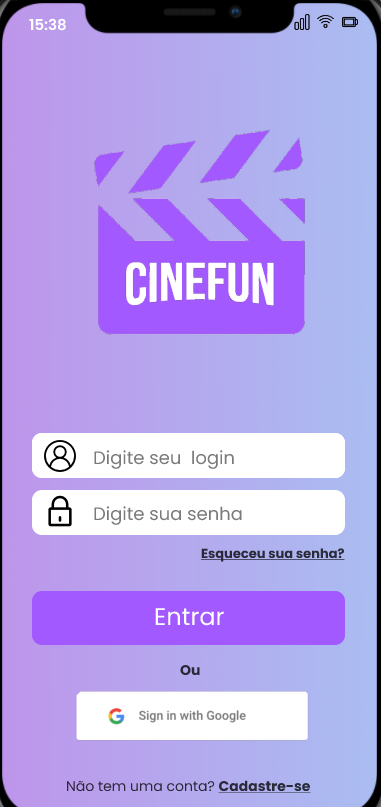 15:38
CINEFUN
Digite seu  login
Digite sua senha
Esqueceu sua senha?
Entrar
Ou
Sign in with Google
Não tem uma conta? Cadastre-se